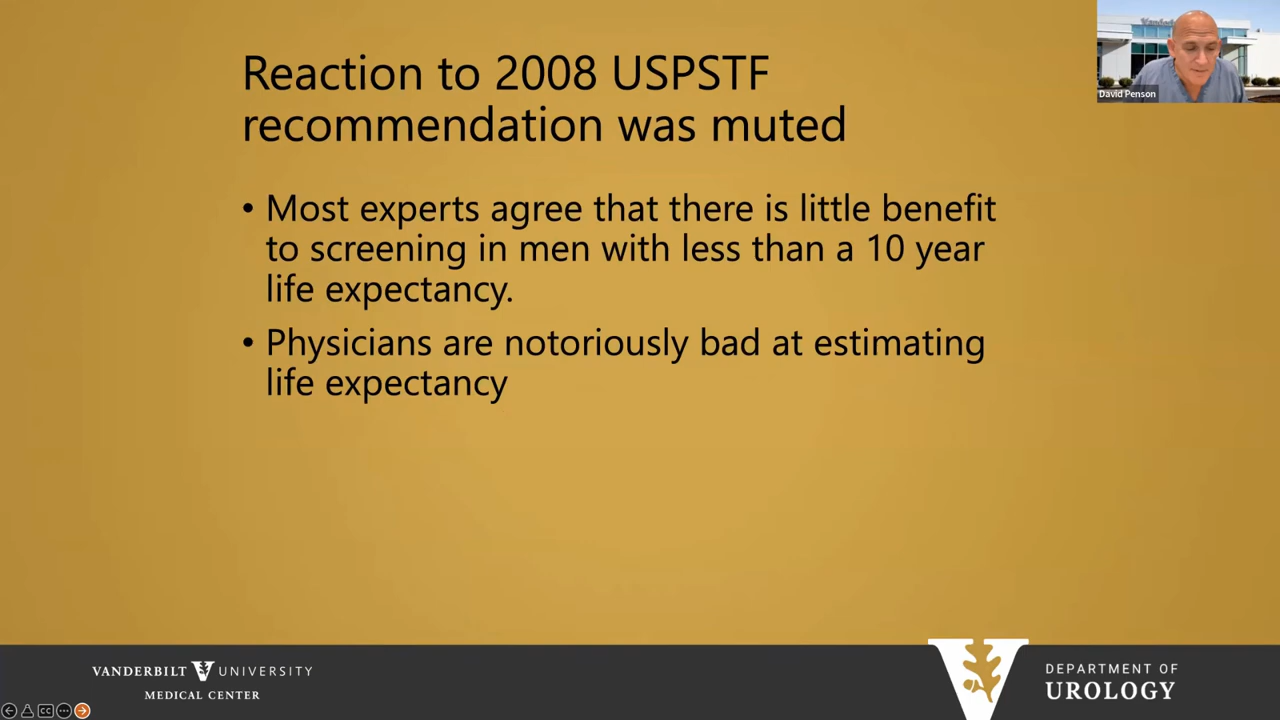 Reaction to 2008 USPSTF
recommendation was muted
David Penson
• Most experts agree that there is little benefit
to screening in men with less than a 10 year
life expectancy.
• Physicians are notoriously bad at estimating
life expectancy
VANDERBILT UNIVERSITY
MEDICAL CENTER
DEPARTMENT OF
UROLOGY
CC